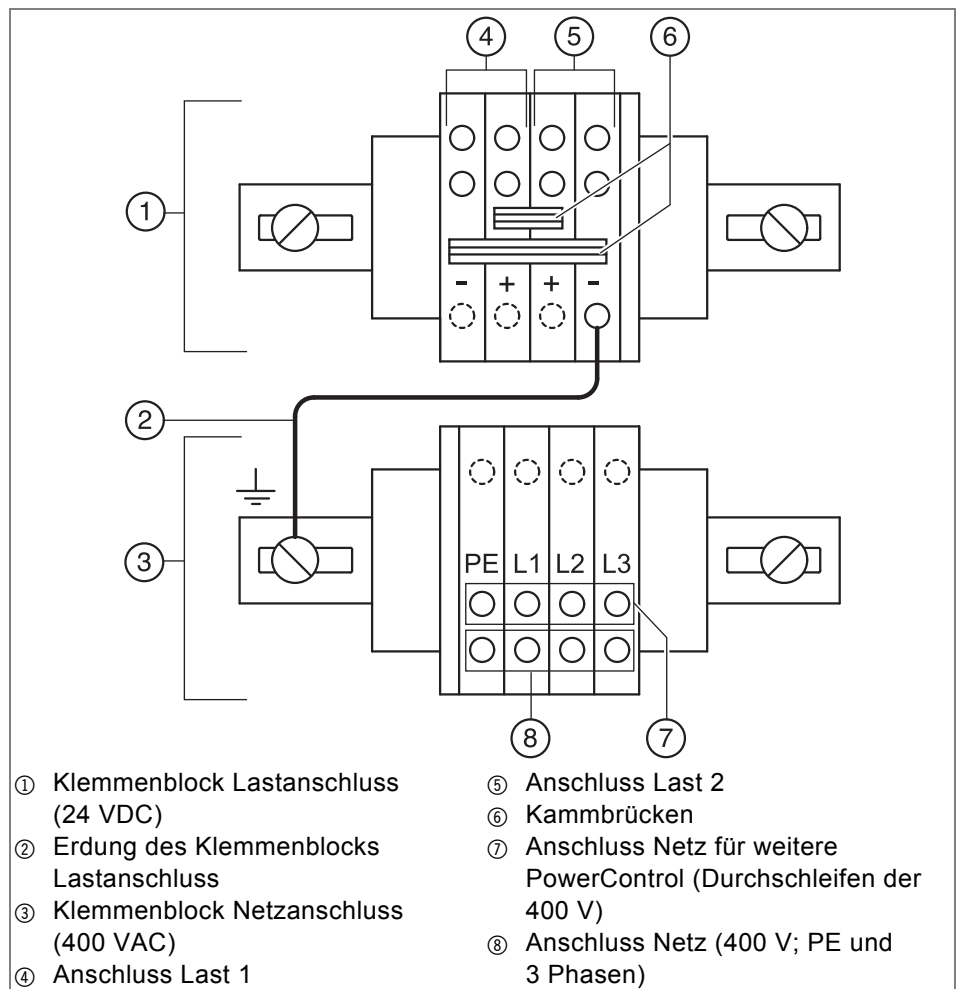 ④ ⑤ ⑥
①
- + + -
②
③
PE L1 L2 L3
⑧ ⑦
① Klemmenblock Lastanschluss
(24 VDC)
② Erdung des Klemmenblocks
Lastanschluss
③ Klemmenblock Netzanschluss
(400 VAC)
④ Anschluss Last 1
⑤ Anschluss Last 2
⑥ Kammbrücken
⑦ Anschluss Netz für weitere
PowerControl (Durchschleifen der
400 V)
⑧ Anschluss Netz (400 V; PE und
3 Phasen)